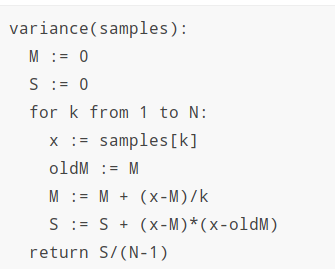 variance(samples):
  M := 0
  S := 0
  for k from 1 to N:
    x := samples[k]
    oldM := M
    M := M + (x-M)/k
    S := S + (x-M)*(x-oldM)
  return S/(N-1)